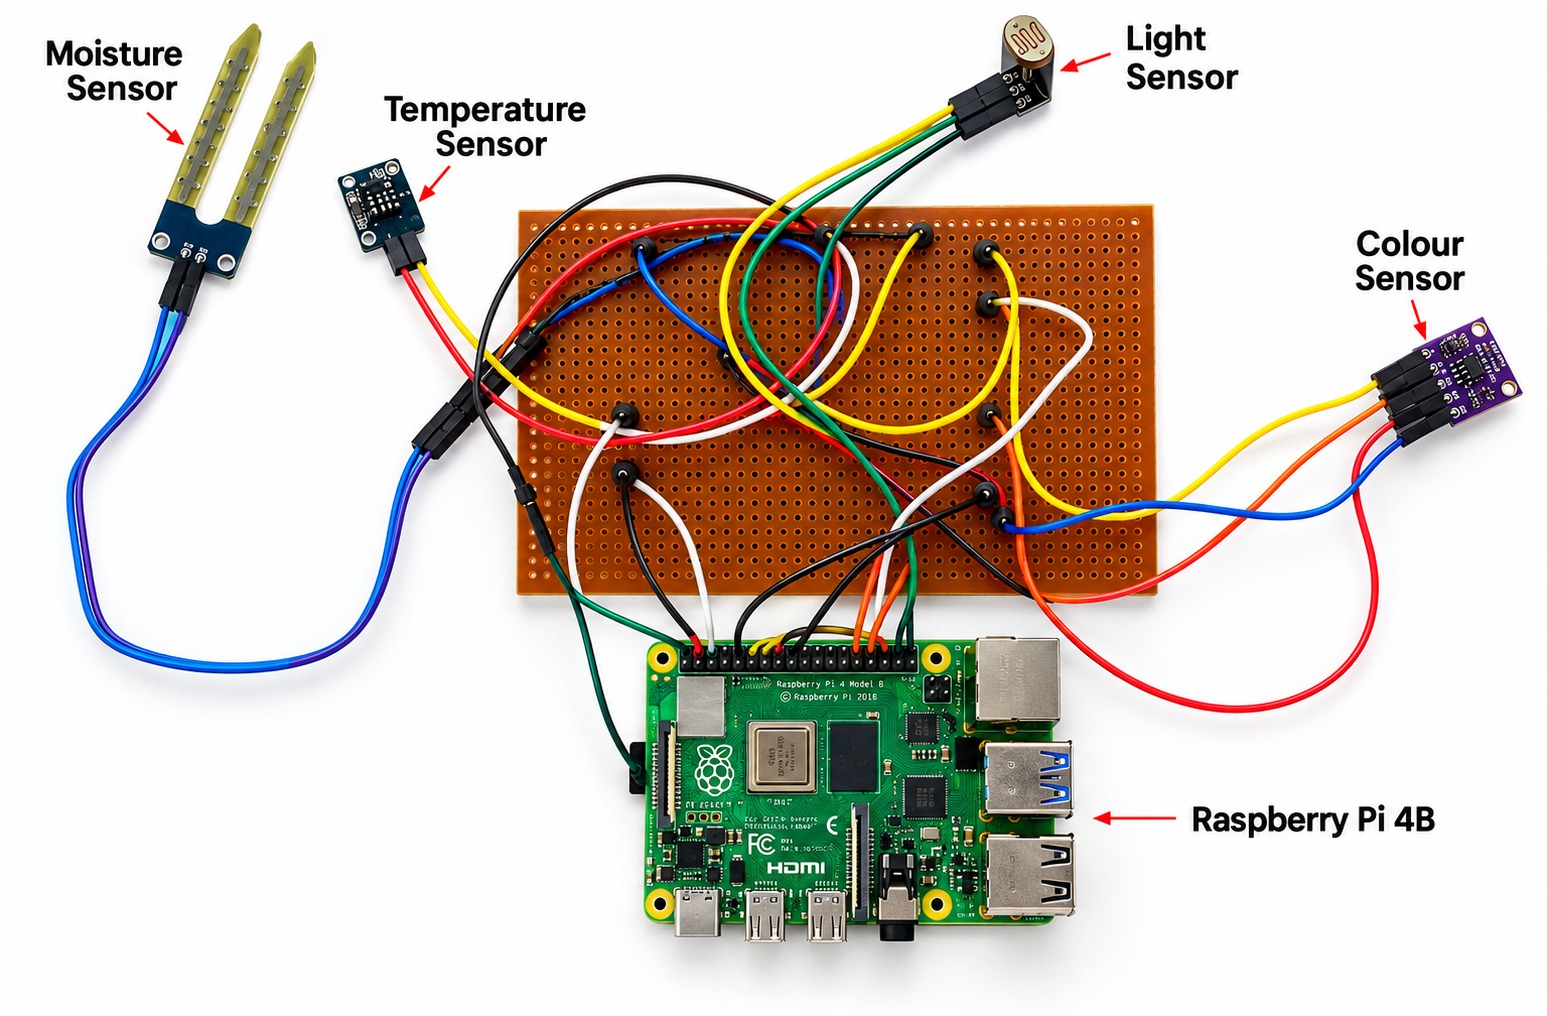 Moisture
Sensor
Temperature
Sensor
Light
Sensor
Colour
Sensor
Raspberry Pi 4 Model B
© Raspberry Pi 2018
FC
CE
HDMI
Raspberry Pi 4B